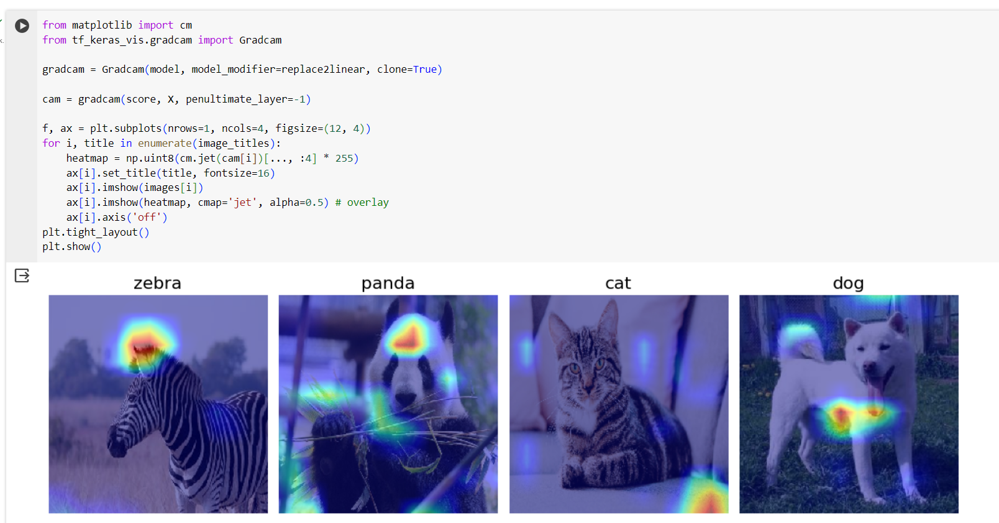 from matplotlib import cm
from tf_keras_vis.gradcam import Gradcam
gradcam = Gradcam(model, model_modifier=replace2linear, clone=True)
cam = gradcam(score, X, penultimate_layer=-1)
f, ax = plt.subplots(nrows=1, ncols=4, figsize=(12, 4))
for i, title in enumerate(image_titles):
    heatmap = np.uint8(cm.jet(cam[i])[..., :4] * 255)
    ax[i].set_title(title, fontsize=16)
    ax[i].imshow(images[i])
    ax[i].imshow(heatmap, cmap='jet', alpha=0.5) # overlay
    ax[i].axis('off')
plt.tight_layout()
plt.show()
zebra panda cat dog